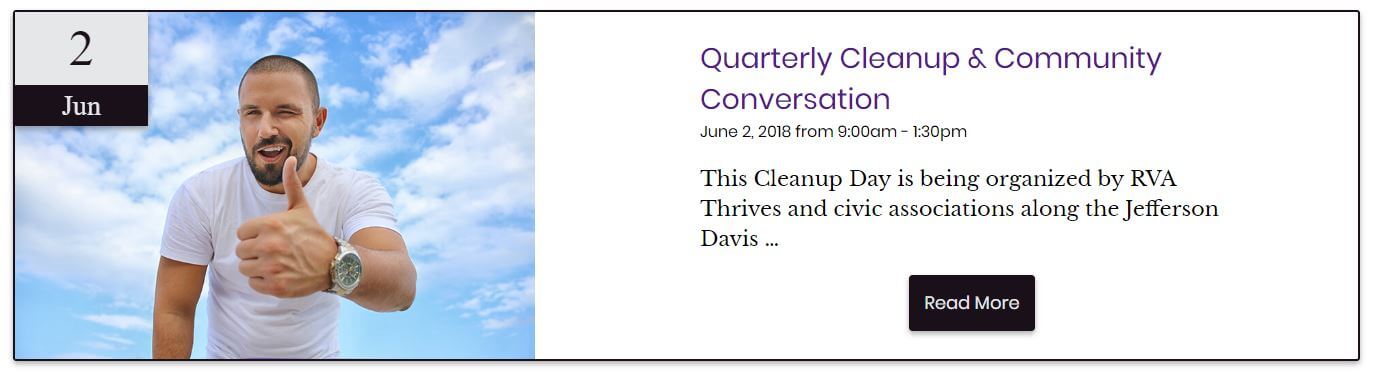 2
Jun
Quarterly Cleanup & Community
Conversation
June 2, 2018 from 9:00am - 1:30pm
This Cleanup Day is being organized by RVA
Thrives and civic associations along the Jefferson
Davis ...
Read More